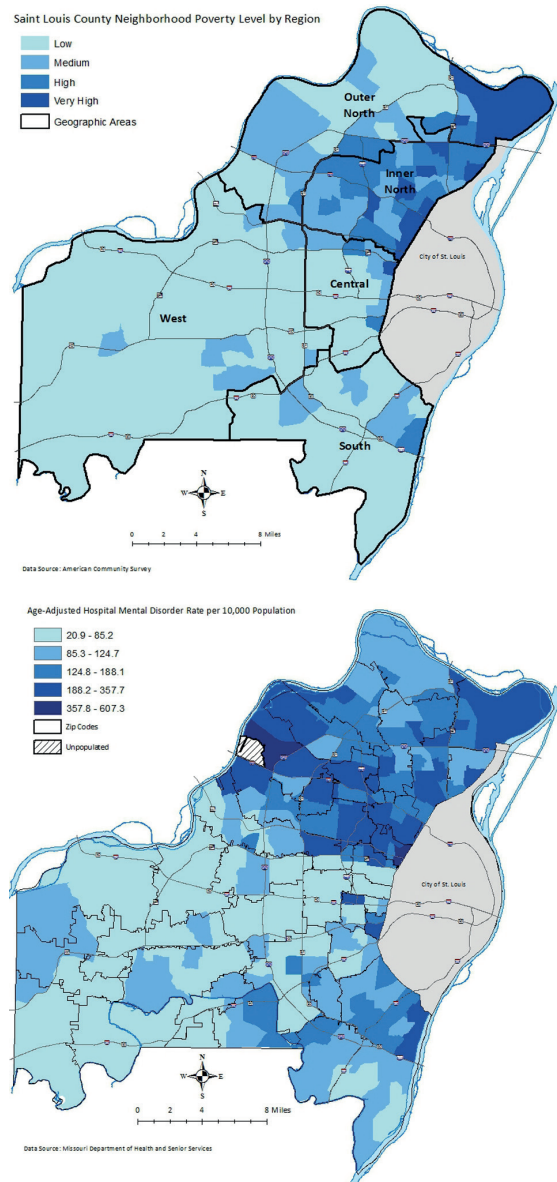 Saint Louis County Neighborhood Poverty Level by Region
Low
Medium
High
Very High
Geographic Areas
Outer
North
Inner
North
City of St. Louis
Central
West
South
N
W E
S
0 2 4 8 Miles
Data Source: American Community Survey
Age-Adjusted Hospital Mental Disorder Rate per 10,000 Population
20.9 - 85.2
85.3 - 124.7
124.8 - 188.1
188.2 - 357.7
357.8 - 607.3
Zip Codes
Unpopulated
City of St. Louis
N
W E
S
0 2 4 8 Miles
Data Source: Missouri Department of Health and Senior Services